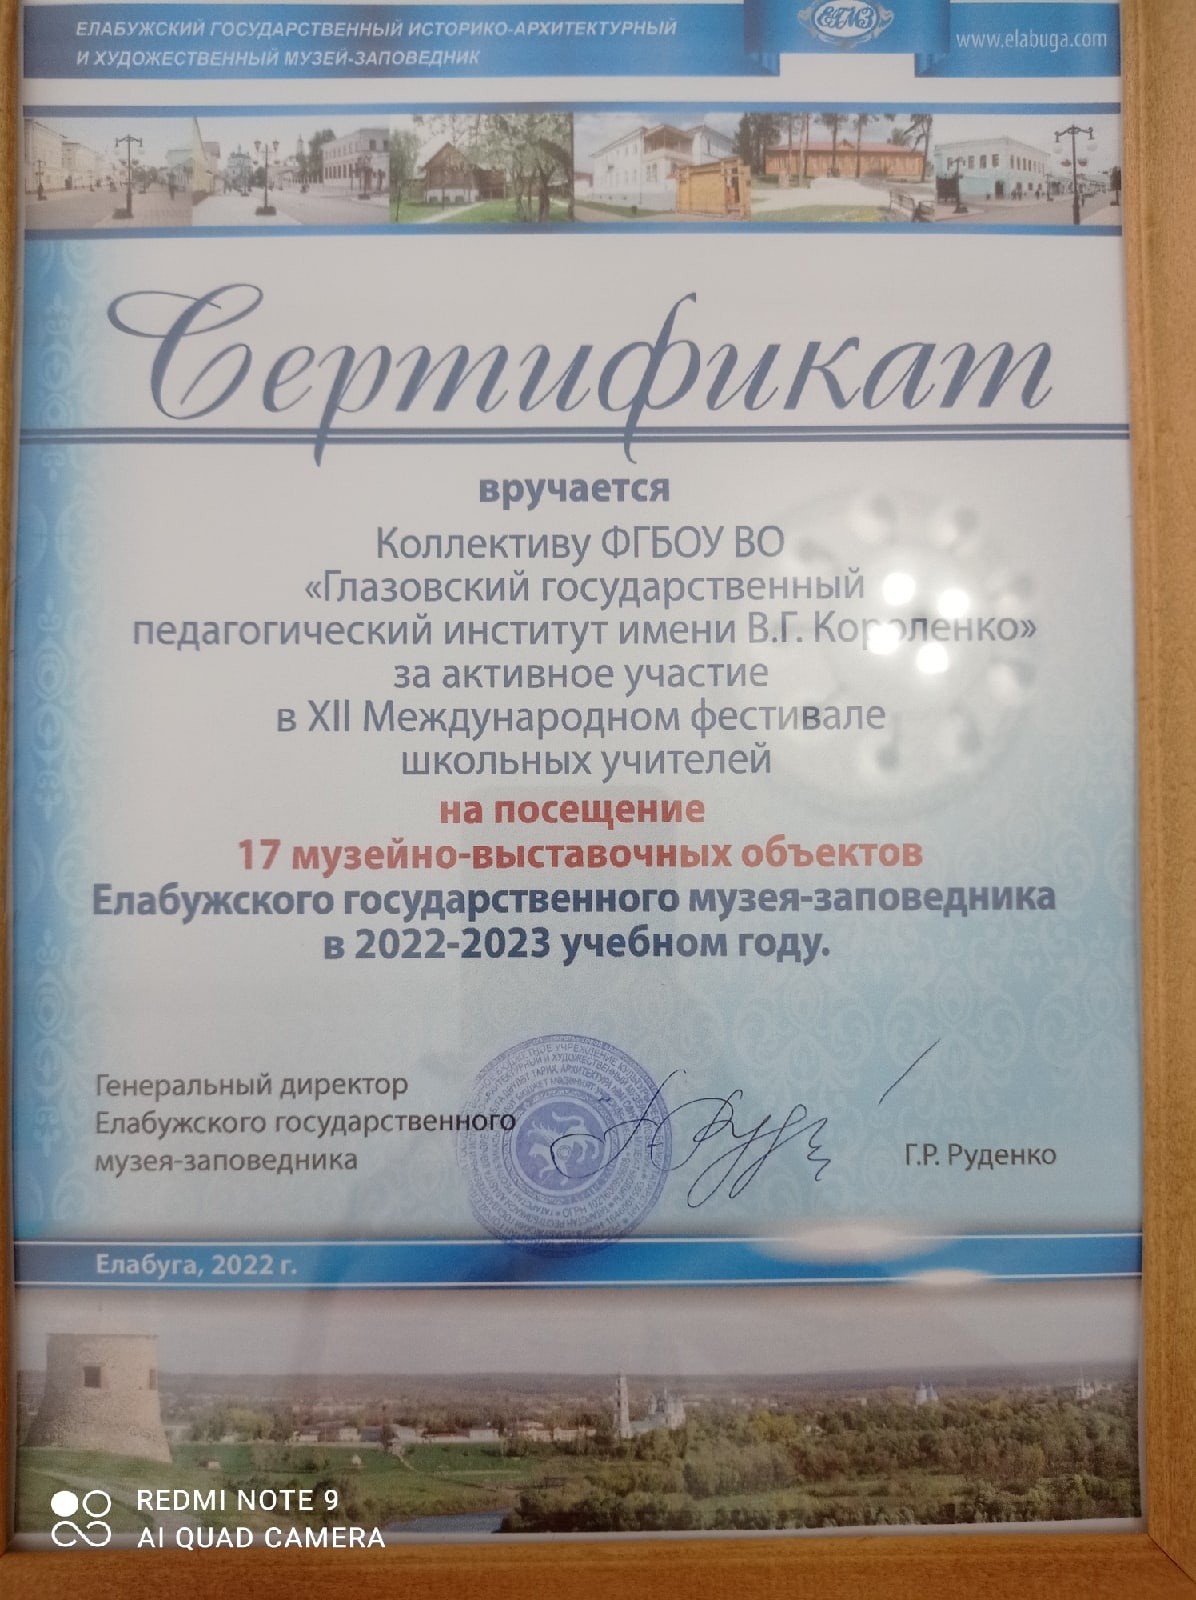 ЕЛАБУЖСКИЙ ГОСУДАРСТВЕННЫЙ ИСТОРИКО-АРХИТЕКТУРНЫЙ
И ХУДОЖЕСТВЕННЫЙ МУЗЕЙ-ЗАПОВЕДНИК
ЕГМЗ
www.elabuga.com
Сертификат
вручается
Коллективу ФГБОУ ВО
«Глазовский государственный
педагогический институт имени В.Г. Короленко»
за активное участие
в XII Международном фестивале
школьных учителей
на посещение
17 музейно-выставочных объектов
Елабужского государственного музея-заповедника
в 2022-2023 учебном году.
Генеральный директор
Елабужского государственного
музея-заповедника
Г.Р. Руденко
Елабуга, 2022 г.
REDMI NOTE 9
AI QUAD CAMERA